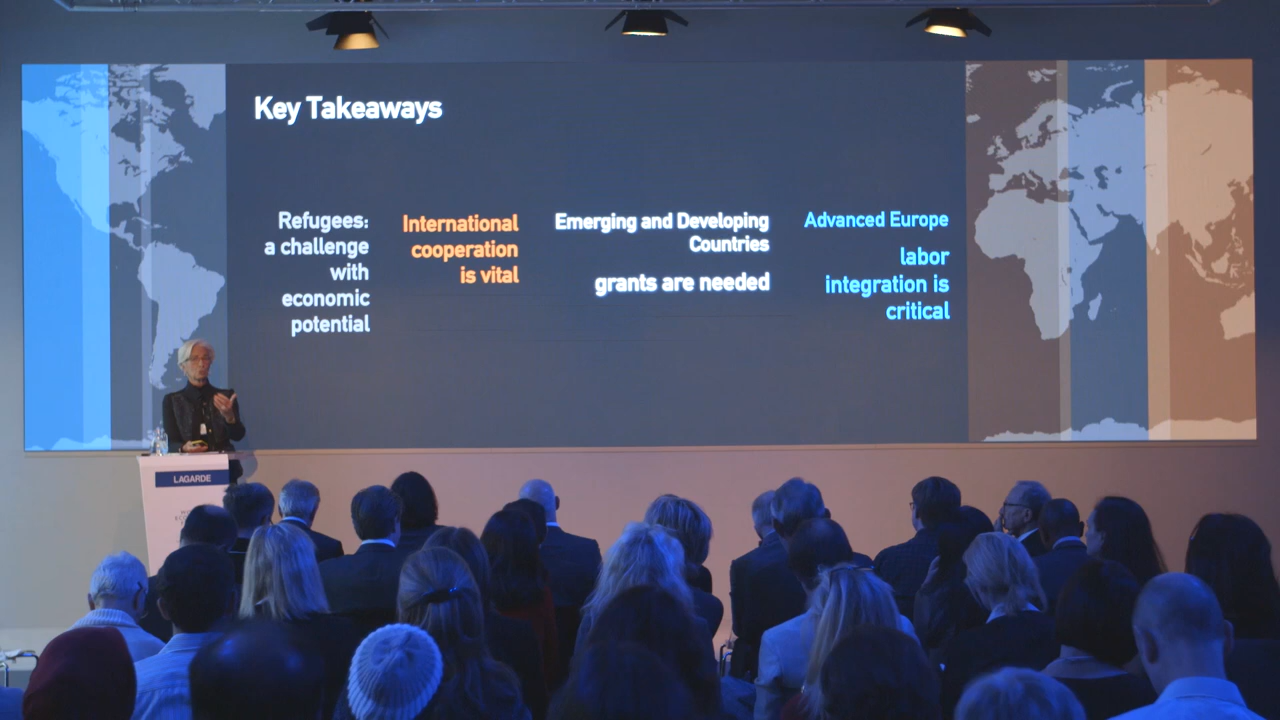 Key Takeaways
Refugees:
a challenge
with
economic
potential
International
cooperation
is vital
Emerging and Developing
Countries
grants are needed
Advanced Europe
labor
integration is
critical
LAGARDE